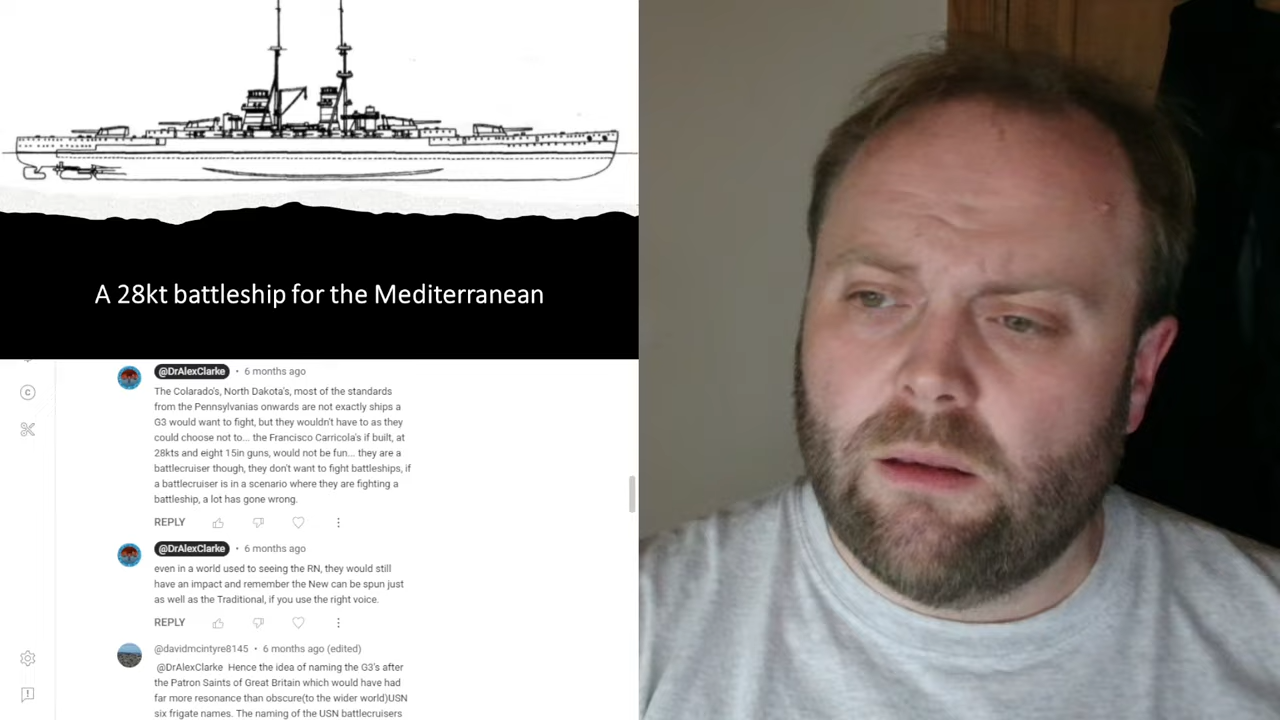 A 28kt battleship for the Mediterranean
@DrAlexClarke • 6 months ago
The Colarado's, North Dakota's, most of the standards
from the Pennsylvanias onwards are not exactly ships a
G3 would want to fight, but they wouldn't have to as they
could choose not to... the Francisco Carricola's if built, at
28kts and eight 15in guns, would not be fun... they are a
battlecruiser though, they don't want to fight battleships, if
a battlecruiser is in a scenario where they are fighting a
battleship, a lot has gone wrong.
REPLY
@DrAlexClarke • 6 months ago
even in a world used to seeing the RN, they would still
have an impact and remember the New can be spun just
as well as the Traditional, if you use the right voice.
REPLY
@davidmcintyre8145 • 6 months ago (edited)
@DrAlexClarke Hence the idea of naming the G3's after
the Patron Saints of Great Britain which would have had
far more resonance than obscure(to the wider world)USN
six frigate names. The naming of the USN battlecruisers